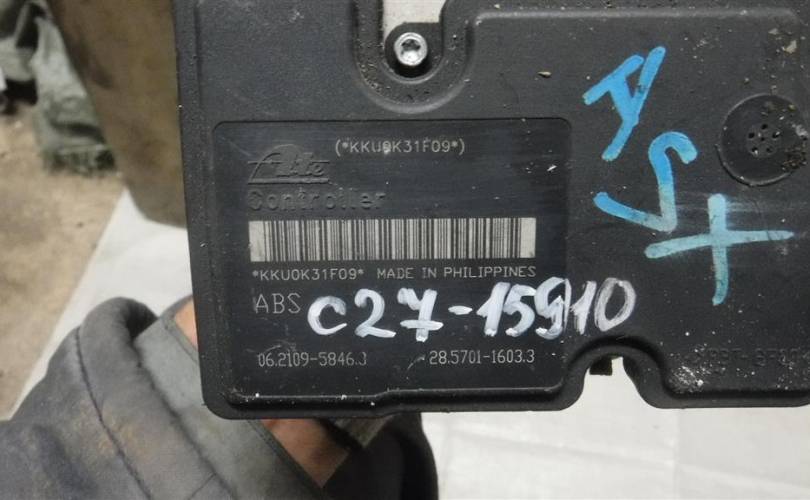 (*KKU0K31F09*)
Ate
Controller
*KKU0K31F09* MADE IN PHILIPPINES
ABS
C27-15910
06.2109-5846.3 28.5701-1603.3